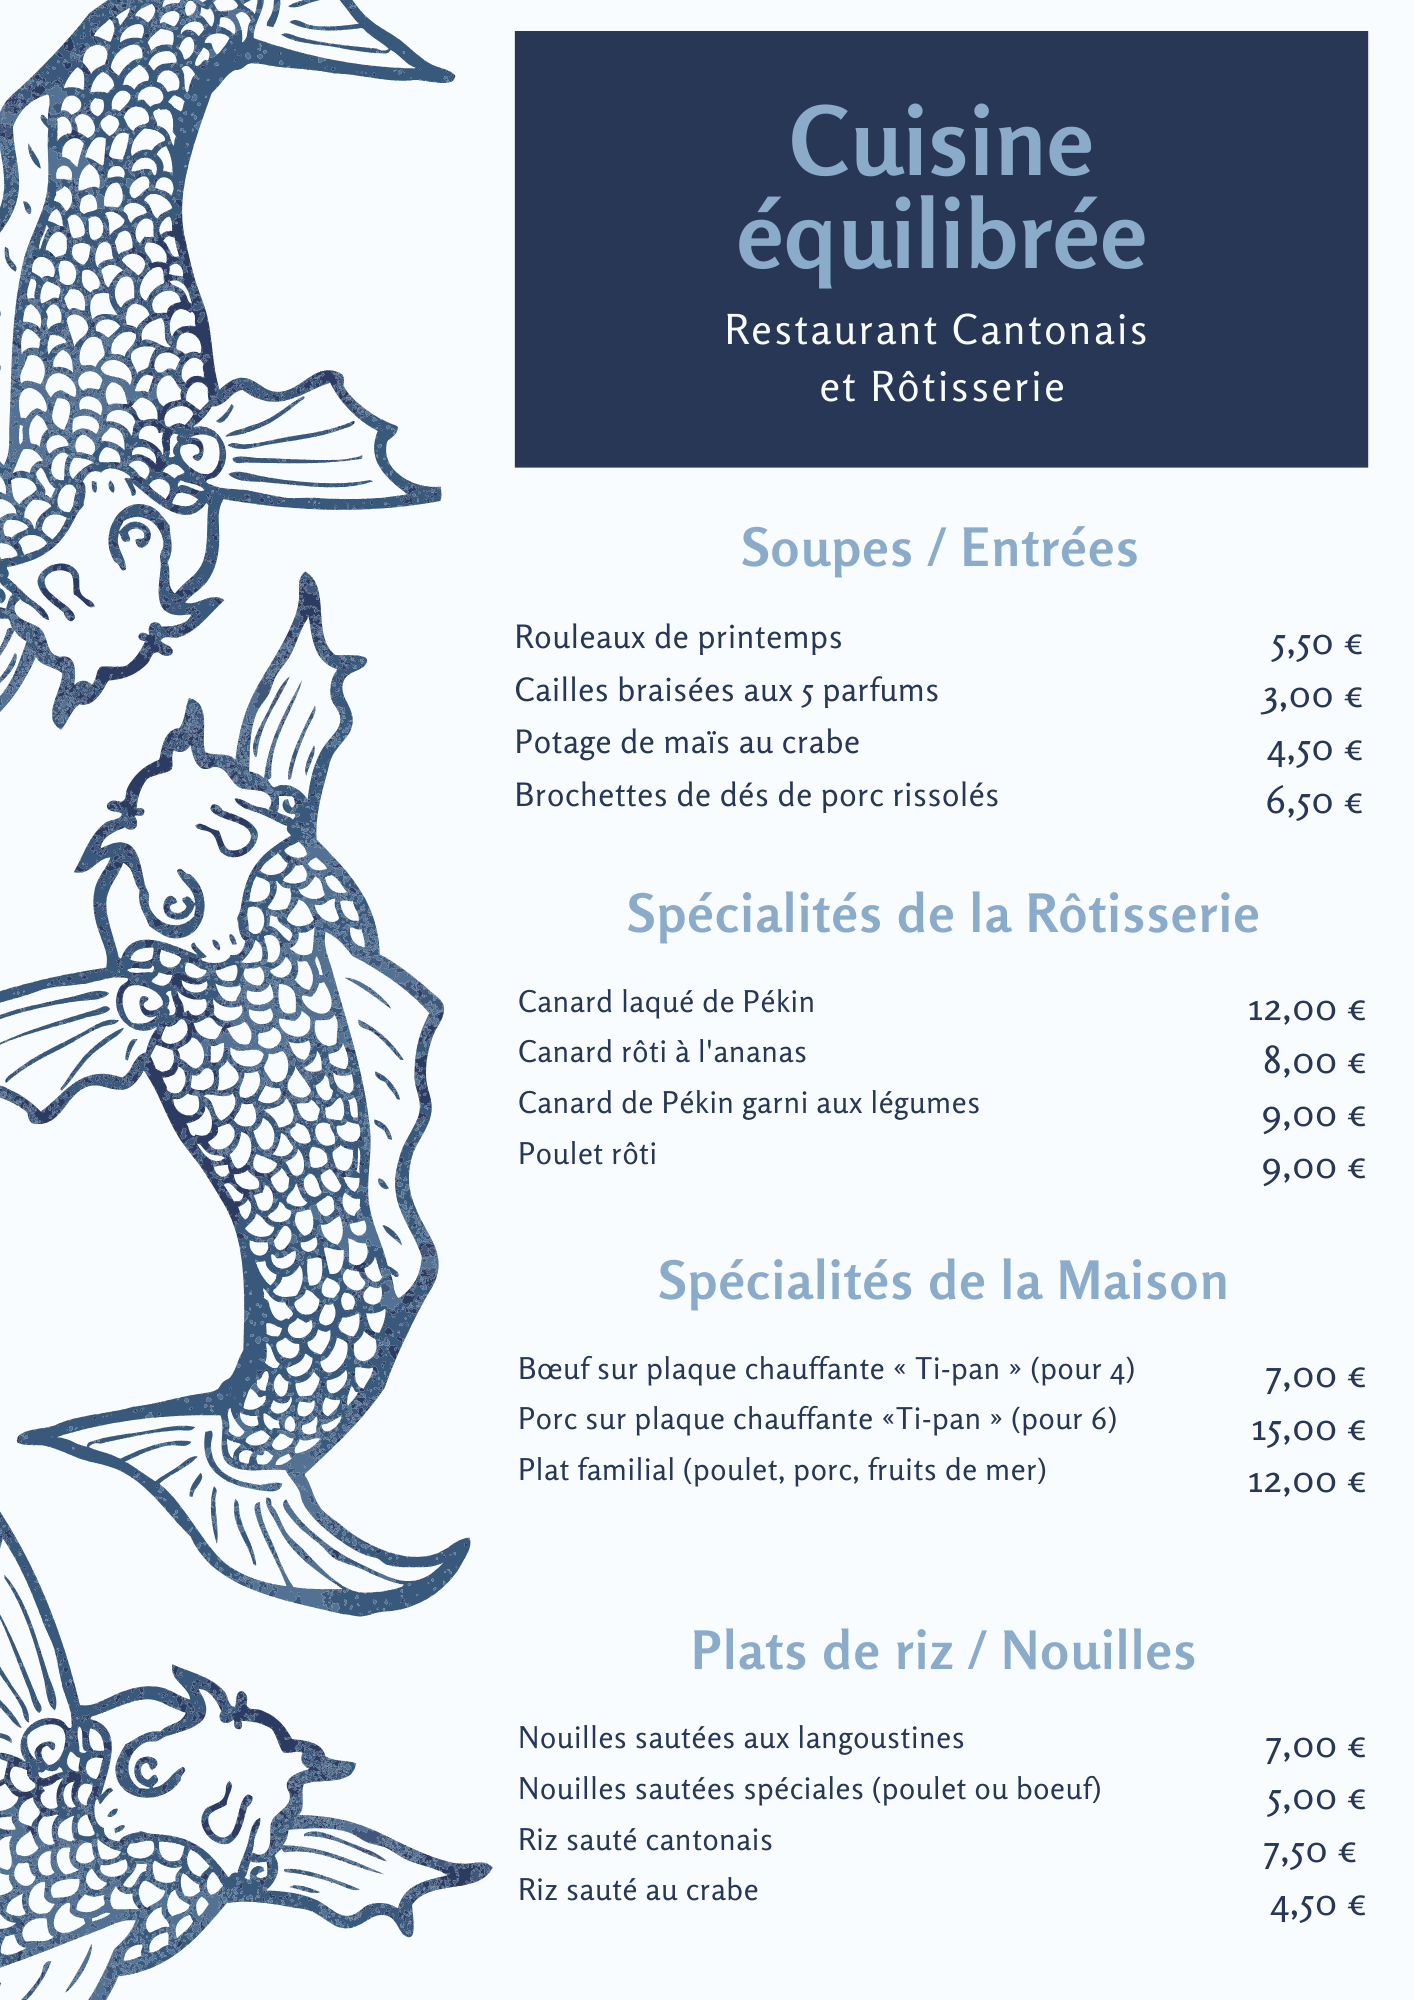 Cuisine
équilibrée
Restaurant Cantonais
et Rôtisserie
Soupes / Entrées
Rouleaux de printemps 5,50 €
Cailles braisées aux 5 parfums 3,00 €
Potage de maïs au crabe 4,50 €
Brochettes de dés de porc rissolés 6,50 €
Spécialités de la Rôtisserie
Canard laqué de Pékin 12,00 €
Canard rôti à l'ananas 8,00 €
Canard de Pékin garni aux légumes 9,00 €
Poulet rôti 9,00 €
Spécialités de la Maison
Bœuf sur plaque chauffante « Ti-pan » (pour 4) 7,00 €
Porc sur plaque chauffante «Ti-pan » (pour 6) 15,00 €
Plat familial (poulet, porc, fruits de mer) 12,00 €
Plats de riz / Nouilles
Nouilles sautées aux langoustines 7,00 €
Nouilles sautées spéciales (poulet ou boeuf) 5,00 €
Riz sauté cantonais 7,50 €
Riz sauté au crabe 4,50 €